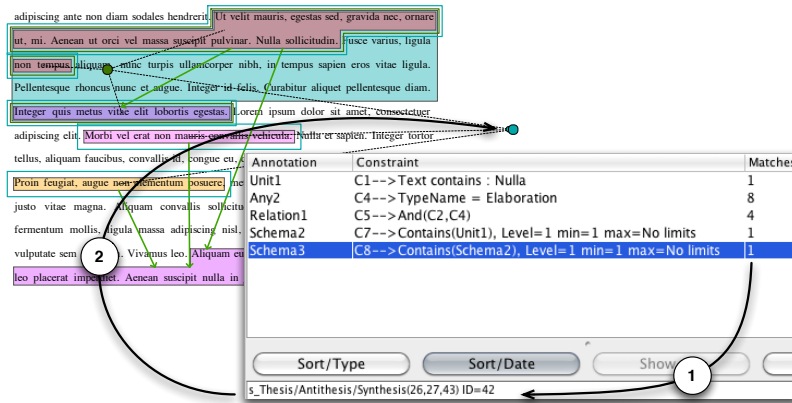 adipiscing ante non diam sodales hendrerit. Ut velit mauris, egestas sed, gravida nec, ornare
ut, mi. Aenean ut orci vel massa suscipit pulvinar. Nulla sollicitudin. Fusce varius, ligula
non tempus aliquam, nunc turpis ullamcorper nibh, in tempus sapien eros vitae ligula.
Pellentesque rhoncus nunc et augue. Integer id felis. Curabitur aliquet pellentesque diam.
Integer quis metus vitae elit lobortis egestas. Lorem ipsum dolor sit amet, consectetuer
adipiscing elit. Morbi vel erat non mauris convallis vehicula. Nulla et sapien. Integer tortor
tellus, aliquam faucibus, convallis id, congue eu,
Proin feugiat, augue non elementum posuere,
justo vitae magna. Aliquam convallis
fermentum mollis, ligula massa adipiscing nisl,
vulputate sem Vivamus leo. Aliquam eu
leo placerat imperdiet. Aenean suscipit nulla in
Annotation Constraint Matches
Unit1 C1-->Text contains : Nulla 1
Any2 C4-->TypeName = Elaboration 8
Relation1 C5-->And(C2,C4) 4
Schema2 C7-->Contains(Unit1), Level=1 min=1 max=No limits 1
Schema3 C8-->Contains(Schema2), Level=1 min=1 max=No limits 1
Sort/Type Sort/Date Show
s_Thesis/Antithesis/Synthesis(26,27,43) ID=42
1
2